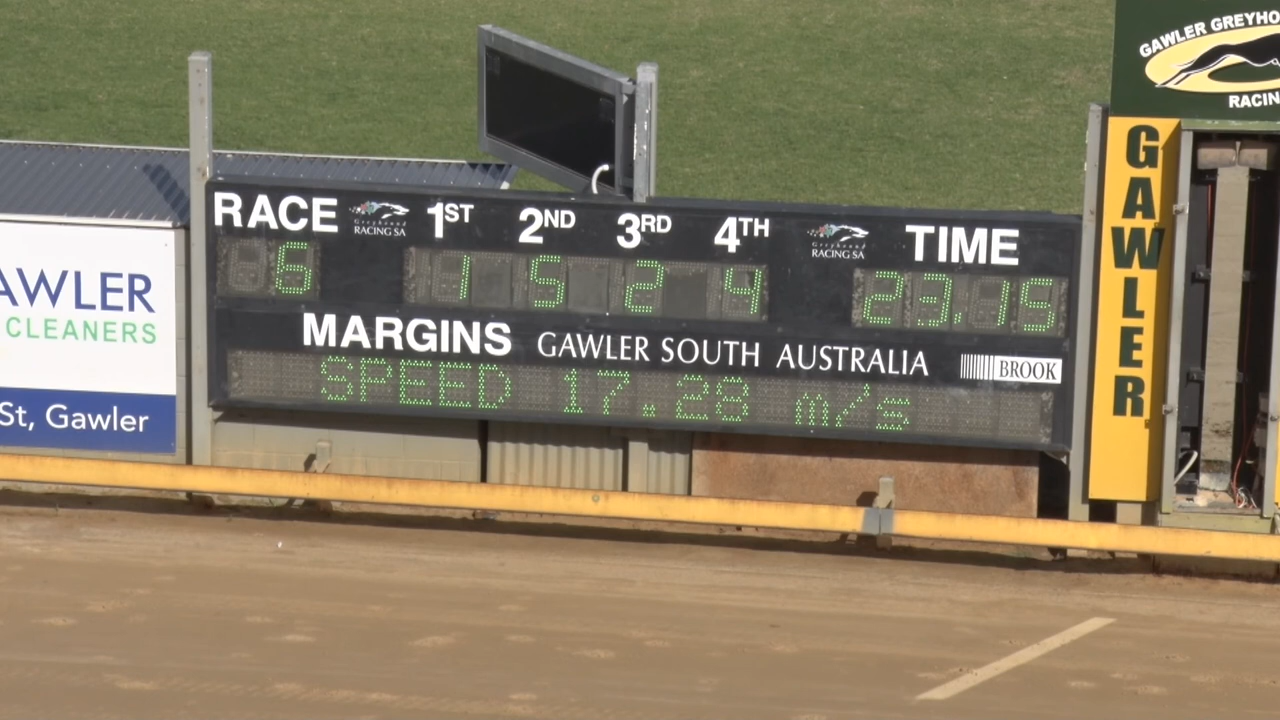 GAWLER GREYHO
RACIN
GAWLER
RACE
Greyhound
RACING SA
1ST
2ND
3RD
4TH
Greyhound
RACING SA
TIME
6
1
5
2
4
23.15
MARGINS
GAWLER SOUTH AUSTRALIA
BROOK
SPEED 17.28 m/s
AWLER
CLEANERS
St, Gawler